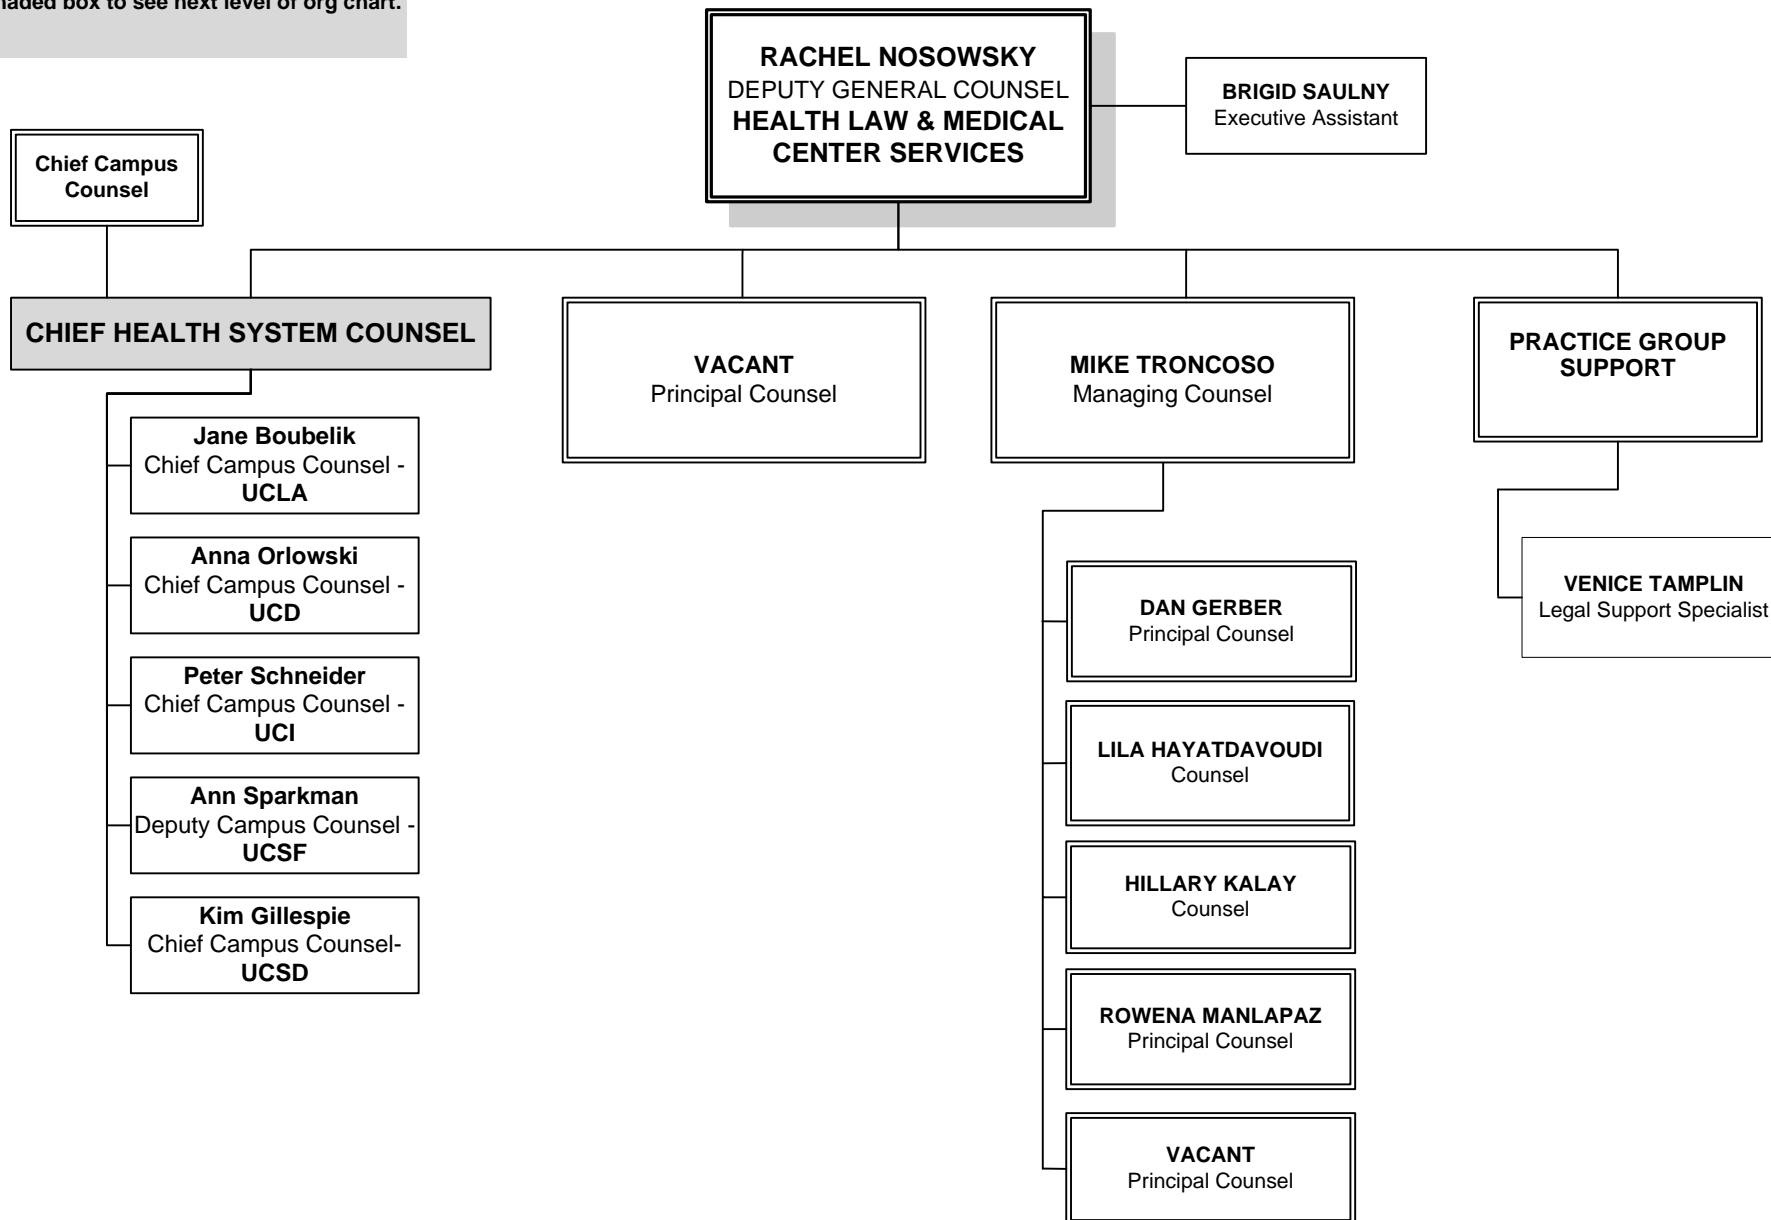 to see next level of org chart.
RACHEL NOSOWSKY
DEPUTY GENERAL COUNSEL
HEALTH LAW & MEDICAL
CENTER SERVICES
BRIGID SAULNY
Executive Assistant
Chief Campus
Counsel
CHIEF HEALTH SYSTEM COUNSEL
VACANT
Principal Counsel
MIKE TRONCOSO
Managing Counsel
PRACTICE GROUP
SUPPORT
Jane Boubelik
Chief Campus Counsel -
UCLA
Anna Orlowski
Chief Campus Counsel -
UCD
Peter Schneider
Chief Campus Counsel -
UCI
Ann Sparkman
Deputy Campus Counsel -
UCSF
Kim Gillespie
Chief Campus Counsel-
UCSD
DAN GERBER
Principal Counsel
LILA HAYATDAVOUDI
Counsel
HILLARY KALAY
Counsel
ROWENA MANLAPAZ
Principal Counsel
VACANT
Principal Counsel
VENICE TAMPLIN
Legal Support Specialist